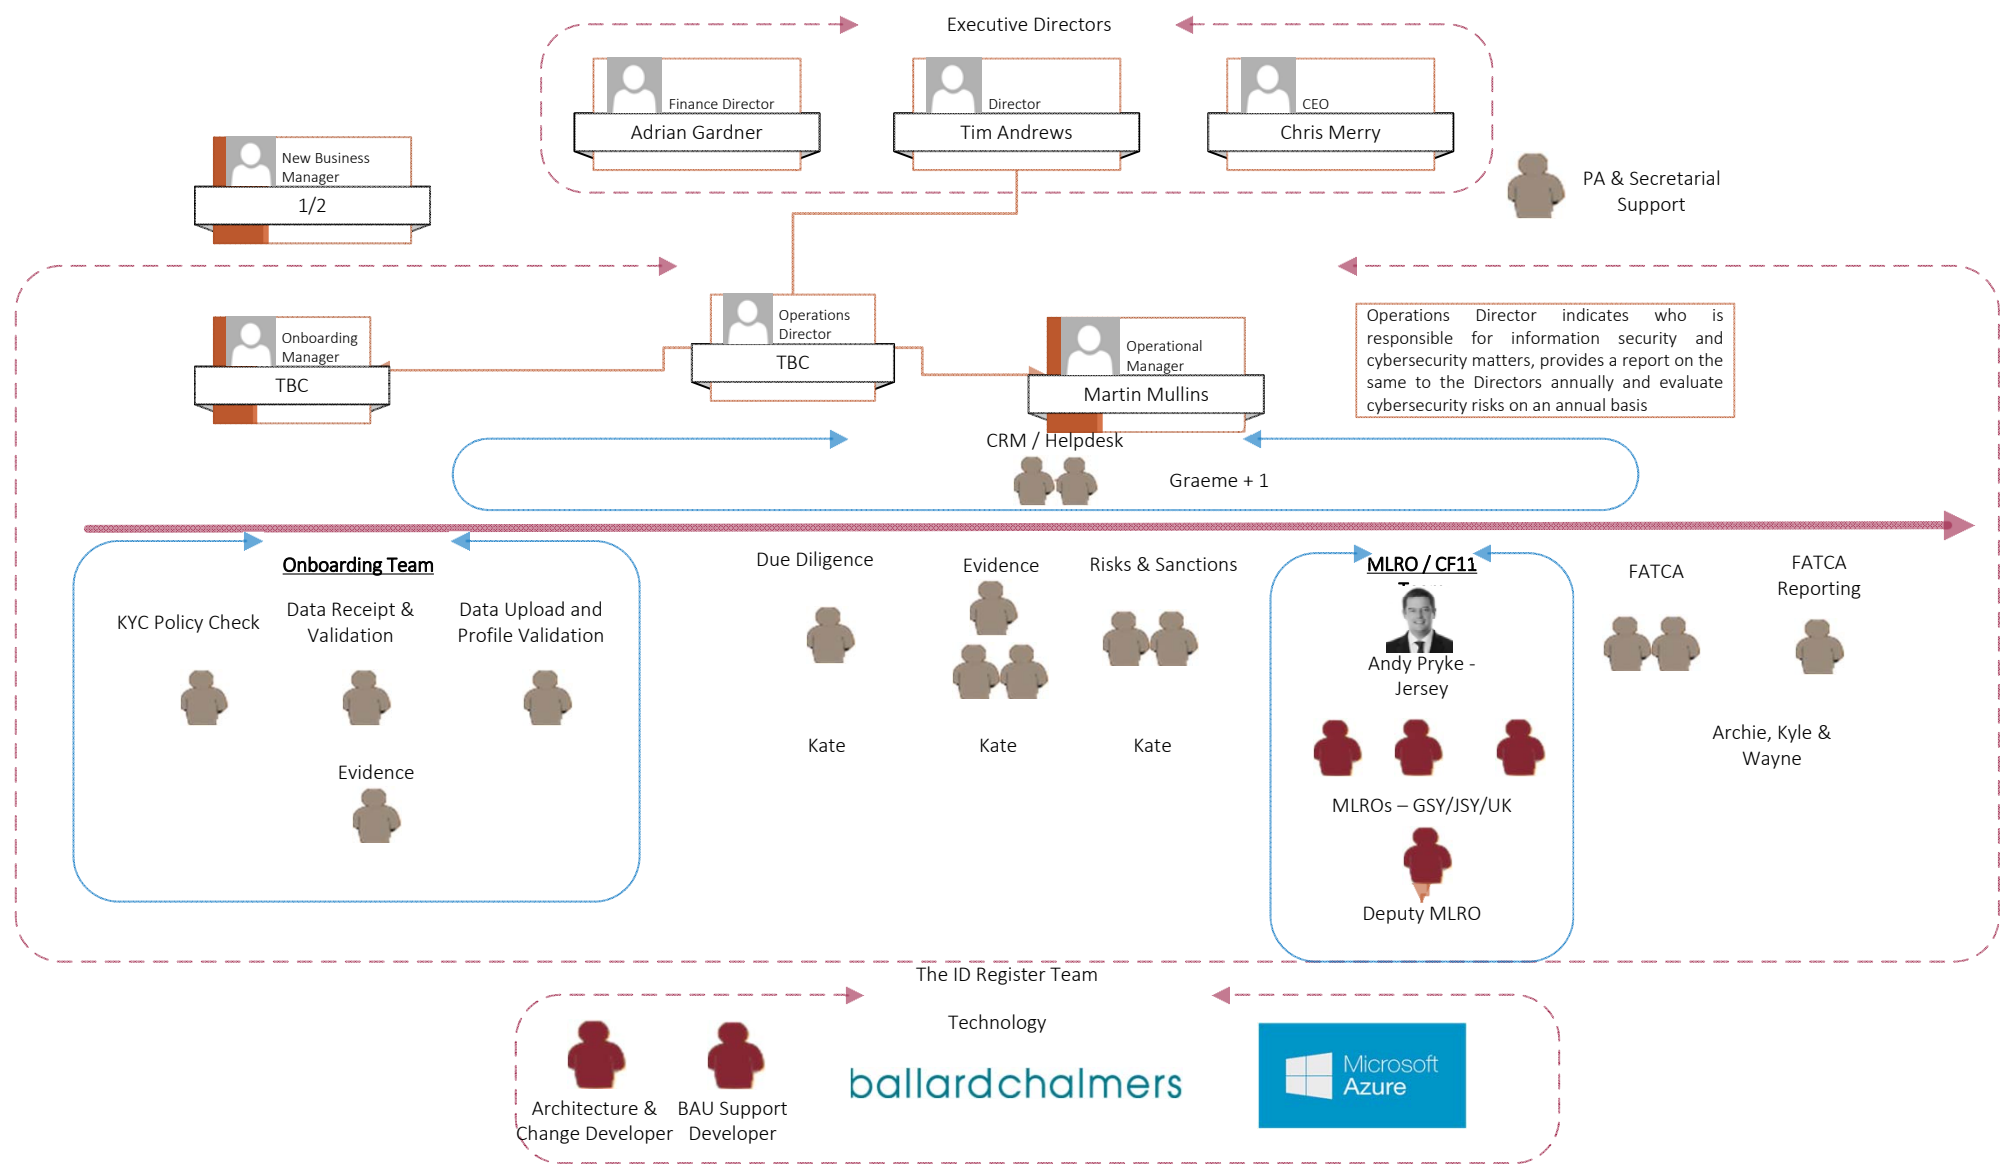 Executive Directors
Finance Director
Adrian Gardner
Director
Tim Andrews
CEO
Chris Merry
New Business
Manager
1/2
PA & Secretarial
Support
Onboarding
Manager
TBC
Operations
Director
TBC
Operational
Manager
Martin Mullins
Operations Director indicates who is
responsible for information security and
cybersecurity matters, provides a report on the
same to the Directors annually and evaluate
cybersecurity risks on an annual basis
CRM / Helpdesk
Graeme + 1
Onboarding Team
KYC Policy Check
Data Receipt &
Validation
Data Upload and
Profile Validation
Evidence
Due Diligence
Kate
Evidence
Kate
Risks & Sanctions
Kate
MLRO / CF11
Andy Pryke -
Jersey
MLROs – GSY/JSY/UK
Deputy MLRO
FATCA
FATCA
Reporting
Archie, Kyle &
Wayne
The ID Register Team
Technology
Architecture &
Change Developer
BAU Support
Developer
ballardchalmers
Microsoft
Azure